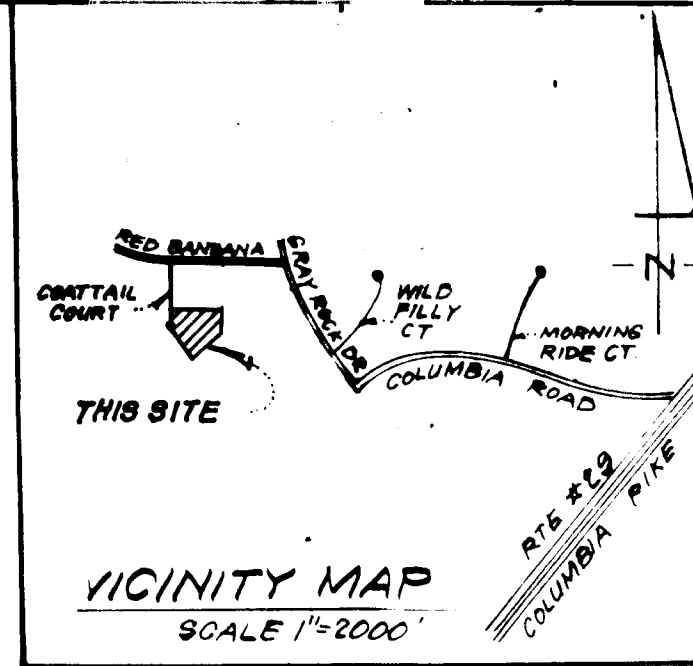 RED BANDANA
GRAY ROCK DR
COATTAIL
COURT
WILD
FILLY
CT
MORNING
RIDE CT.
COLUMBIA ROAD
N
THIS SITE
RTE #29
COLUMBIA PIKE
VICINITY MAP
SCALE 1"=2000'